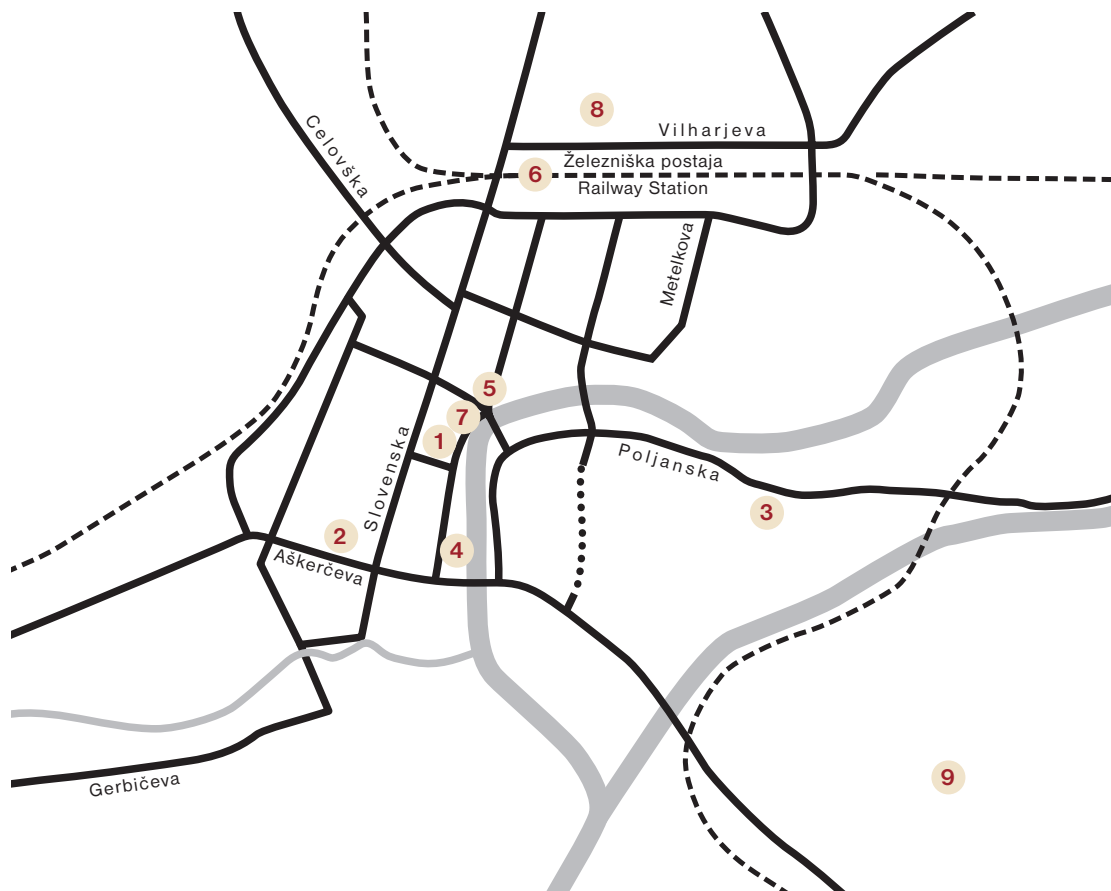 8
Vilharjeva
Celovška
Železniška postaja
6
Railway Station
Metelkova
5
7
1
Slovenska
Poljanska
3
2
4
Aškerčeva
9
Gerbičeva